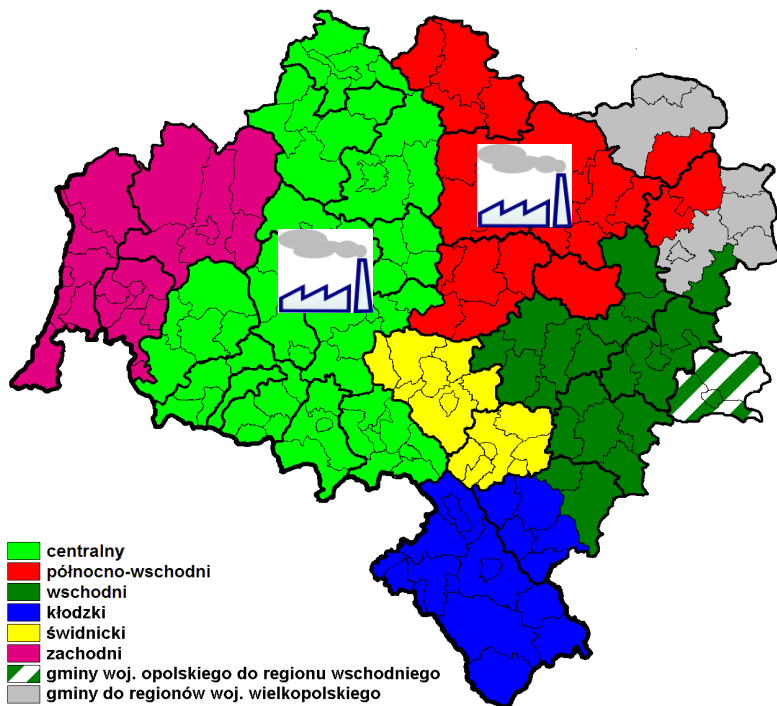 centralny
północno-wschodni
wschodni
kłodzki
świdnicki
zachodni
gminy woj. opolskiego do regionu wschodniego
gminy do regionów woj. wielkopolskiego